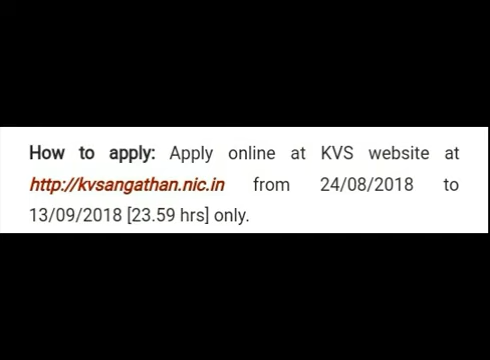 How to apply: Apply online at KVS website at
http://kvsangathan.nic.in from 24/08/2018 to
13/09/2018 [23.59 hrs] only.